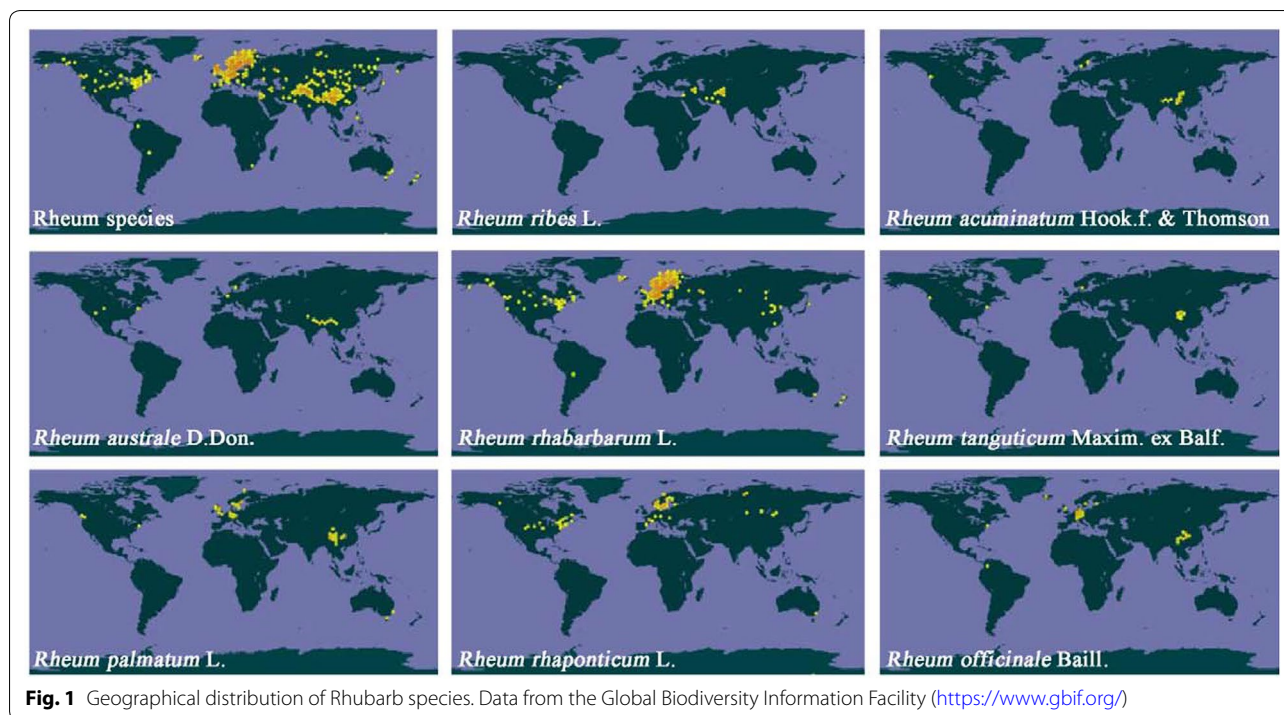 Rheum species
Rheum ribes L.
Rheum acuminatum Hook.f. & Thomson
Rheum australe D.Don.
Rheum rhabarbarum L.
Rheum tanguticum Maxim. ex Balf.
Rheum palmatum L.
Rheum rhaponticum L.
Rheum officinale Baill.
Fig. 1 Geographical distribution of Rhubarb species. Data from the Global Biodiversity Information Facility (https://www.gbif.org/)